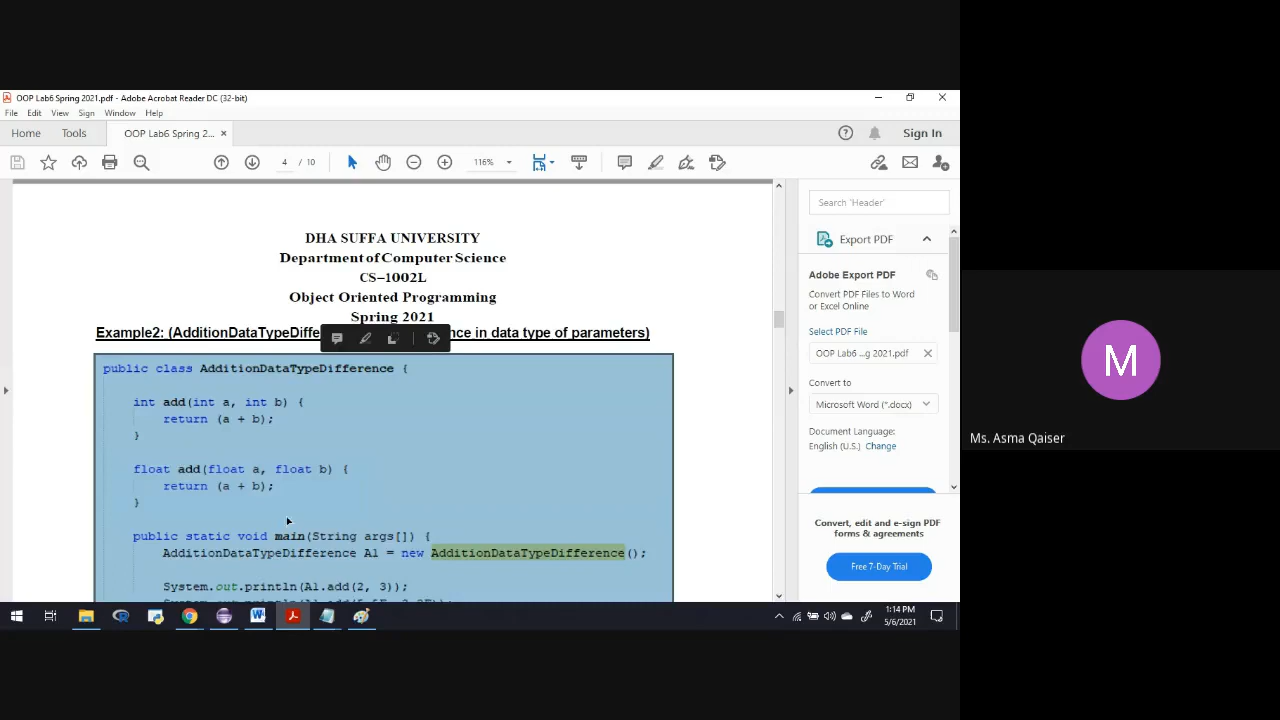 OOP Lab6 Spring 2021.pdf - Adobe Acrobat Reader DC (32-bit)
File Edit View Sign Window Help
Home Tools OOP Lab6 Spring 2... × Sign In
4 / 10 116%
Search 'Header'
Export PDF
Adobe Export PDF
Convert PDF Files to Word
or Excel Online
Select PDF File
OOP Lab6 ...g 2021.pdf
Convert to
Microsoft Word (*.docx)
Document Language:
English (U.S.) Change
Convert, edit and e-sign PDF
forms & agreements
Free 7-Day Trial
DHA SUFFA UNIVERSITY
Department of Computer Science
CS-1002L
Object Oriented Programming
Spring 2021
Example2: (AdditionDataTypeDiffe nce in data type of parameters)
public class AdditionDataTypeDifference {
int add(int a, int b) {
return (a + b);
}
float add(float a, float b) {
return (a + b);
}
public static void main(String args[]) {
AdditionDataTypeDifference A1 = new AdditionDataTypeDifference();
System.out.println(A1.add(2, 3));
1:14 PM
5/6/2021
M
Ms. Asma Qaiser